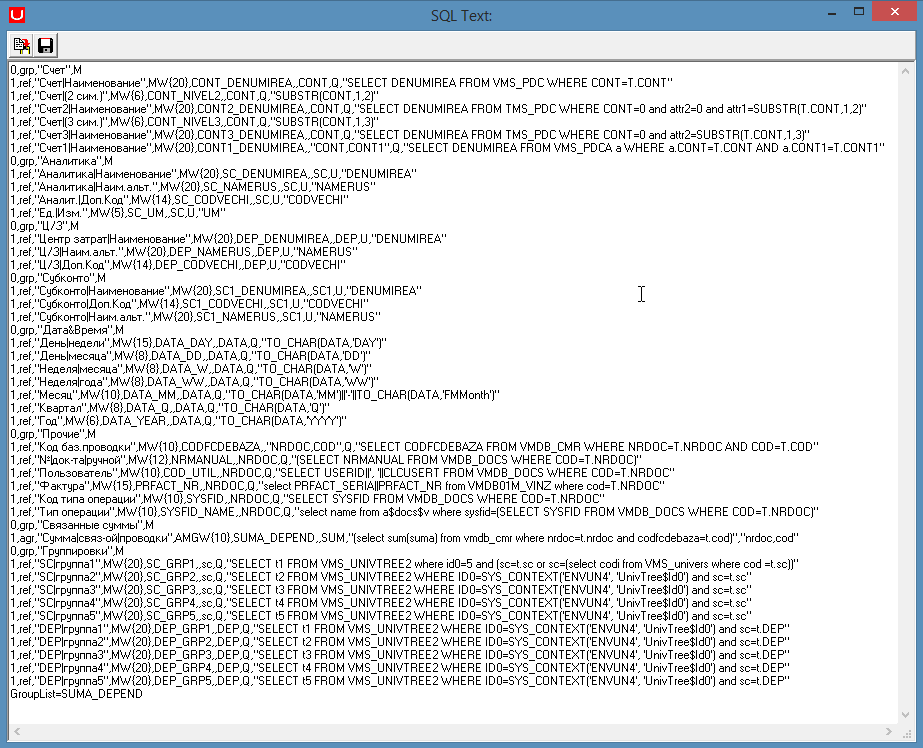 SQL Text:
0,grp,"Счет",M
1,ref,"Счет|Наименование",MW{20},CONT_DENUMIREA,,CONT,Q,"SELECT DENUMIREA FROM VMS_PDC WHERE CONT=T.CONT"
1,ref,"Счет|(2 сим.)",MW{6},CONT_NIVEL2,,CONT,Q,"SUBSTR(CONT,1,2)"
1,ref,"Счет2|Наименование",MW{20},CONT2_DENUMIREA,,CONT,Q,"SELECT DENUMIREA FROM TMS_PDC WHERE CONT=0 and attr2=0 and attr1=SUBSTR(T.CONT,1,2)"
1,ref,"Счет|(3 сим.)",MW{6},CONT_NIVEL3,,CONT,Q,"SUBSTR(CONT,1,3)"
1,ref,"Счет3|Наименование",MW{20},CONT3_DENUMIREA,,CONT,Q,"SELECT DENUMIREA FROM TMS_PDC WHERE CONT=0 and attr2=SUBSTR(T.CONT,1,3)"
1,ref,"Счет1|Наименование",MW{20},CONT1_DENUMIREA,,"CONT,CONT1",Q,"SELECT DENUMIREA FROM VMS_PDCA a WHERE a.CONT=T.CONT AND a.CONT1=T.CONT1"
0,grp,"Аналитика",M
1,ref,"Аналитика|Наименование",MW{20},SC_DENUMIREA,,SC,U,"DENUMIREA"
1,ref,"Аналитика|Наим.альт.",MW{20},SC_NAMERUS,,SC,U,"NAMERUS"
1,ref,"Аналит.|Доп.Код",MW{14},SC_CODVECHI,,SC,U,"CODVECHI"
1,ref,"Ед.|Изм.",MW{5},SC_UM,,SC,U,"UM"
0,grp,"Ц/З",M
1,ref,"Центр затрат|Наименование",MW{20},DEP_DENUMIREA,,DEP,U,"DENUMIREA"
1,ref,"Ц/З|Наим.альт.",MW{20},DEP_NAMERUS,,DEP,U,"NAMERUS"
1,ref,"Ц/З|Доп.Код",MW{14},DEP_CODVECHI,,DEP,U,"CODVECHI"
0,grp,"Субконто",M
1,ref,"Субконто|Наименование",MW{20},SC1_DENUMIREA,,SC1,U,"DENUMIREA"
1,ref,"Субконто|Доп.Код",MW{14},SC1_CODVECHI,,SC1,U,"CODVECHI"
1,ref,"Субконто|Наим.альт.",MW{20},SC1_NAMERUS,,SC1,U,"NAMERUS"
0,grp,"Дата&Время",M
1,ref,"День|недели",MW{15},DATA_DAY,,DATA,Q,"TO_CHAR(DATA,'DAY')"
1,ref,"День|месяца",MW{8},DATA_DD,,DATA,Q,"TO_CHAR(DATA,'DD')"
1,ref,"Неделя|месяца",MW{8},DATA_W,,DATA,Q,"TO_CHAR(DATA,'W')"
1,ref,"Неделя|года",MW{8},DATA_WW,,DATA,Q,"TO_CHAR(DATA,'WW')"
1,ref,"Месяц",MW{10},DATA_MM,,DATA,Q,"TO_CHAR(DATA,'MM')||'-'||TO_CHAR(DATA,'FMMonth')"
1,ref,"Квартал",MW{8},DATA_Q,,DATA,Q,"TO_CHAR(DATA,'Q')"
1,ref,"Год",MW{6},DATA_YEAR,,DATA,Q,"TO_CHAR(DATA,'YYYY')"
0,grp,"Прочие",M
1,ref,"Код баз.проводки",MW{10},CODFCDEBAZA,,"NRDOC,COD",Q,"SELECT CODFCDEBAZA FROM VMDB_CMR WHERE NRDOC=T.NRDOC AND COD=T.COD"
1,ref,"№|док-та|ручной",MW{12},NRMANUAL,,NRDOC,Q,"(SELECT NRMANUAL FROM VMDB_DOCS WHERE COD=T.NRDOC)"
1,ref,"Пользователь",MW{10},COD_UTIL,,NRDOC,Q,"SELECT USERID||', '||CLICUSERT FROM VMDB_DOCS WHERE COD=T.NRDOC"
1,ref,"Фактура",MW{15},PRFACT_NR,,NRDOC,Q,"select PRFACT_SERIA||PRFACT_NR from VMDB01M_VINZ where cod=T.NRDOC"
1,ref,"Код типа операции",MW{10},SYSFID,,NRDOC,Q,"SELECT SYSFID FROM VMDB_DOCS WHERE COD=T.NRDOC"
1,ref,"Тип операции",MW{10},SYSFID_NAME,,NRDOC,Q,"select name from a$docs$v where sysfid=(SELECT SYSFID FROM VMDB_DOCS WHERE COD=T.NRDOC)"
0,grp,"Связанные суммы",M
1,agr,"Сумма|связ-ой|проводки",AMGW{10},SUMA_DEPEND,,SUM,"(select sum(suma) from vmdb_cmr where nrdoc=t.nrdoc and codfcdebaza=t.cod)","nrdoc,cod"
0,grp,"Группировки",M
1,ref,"SC|группа1",MW{20},SC_GRP1,,sc,Q,"SELECT t1 FROM VMS_UNIVTREE2 where id0=5 and (sc=t.sc or sc=(select codi from VMS_univers where cod =t.sc))"
1,ref,"SC|группа2",MW{20},SC_GRP2,,sc,Q,"SELECT t2 FROM VMS_UNIVTREE2 WHERE ID0=SYS_CONTEXT('ENVUN4', 'UnivTree$Id0') and sc=t.sc"
1,ref,"SC|группа3",MW{20},SC_GRP3,,sc,Q,"SELECT t3 FROM VMS_UNIVTREE2 WHERE ID0=SYS_CONTEXT('ENVUN4', 'UnivTree$Id0') and sc=t.sc"
1,ref,"SC|группа4",MW{20},SC_GRP4,,sc,Q,"SELECT t4 FROM VMS_UNIVTREE2 WHERE ID0=SYS_CONTEXT('ENVUN4', 'UnivTree$Id0') and sc=t.sc"
1,ref,"SC|группа5",MW{20},SC_GRP5,,sc,Q,"SELECT t5 FROM VMS_UNIVTREE2 WHERE ID0=SYS_CONTEXT('ENVUN4', 'UnivTree$Id0') and sc=t.sc"
1,ref,"DEP|группа1",MW{20},DEP_GRP1,,DEP,Q,"SELECT t1 FROM VMS_UNIVTREE2 WHERE ID0=SYS_CONTEXT('ENVUN4', 'UnivTree$Id0') and sc=t.DEP"
1,ref,"DEP|группа2",MW{20},DEP_GRP2,,DEP,Q,"SELECT t2 FROM VMS_UNIVTREE2 WHERE ID0=SYS_CONTEXT('ENVUN4', 'UnivTree$Id0') and sc=t.DEP"
1,ref,"DEP|группа3",MW{20},DEP_GRP3,,DEP,Q,"SELECT t3 FROM VMS_UNIVTREE2 WHERE ID0=SYS_CONTEXT('ENVUN4', 'UnivTree$Id0') and sc=t.DEP"
1,ref,"DEP|группа4",MW{20},DEP_GRP4,,DEP,Q,"SELECT t4 FROM VMS_UNIVTREE2 WHERE ID0=SYS_CONTEXT('ENVUN4', 'UnivTree$Id0') and sc=t.DEP"
1,ref,"DEP|группа5",MW{20},DEP_GRP5,,DEP,Q,"SELECT t5 FROM VMS_UNIVTREE2 WHERE ID0=SYS_CONTEXT('ENVUN4', 'UnivTree$Id0') and sc=t.DEP"
GroupList=SUMA_DEPEND